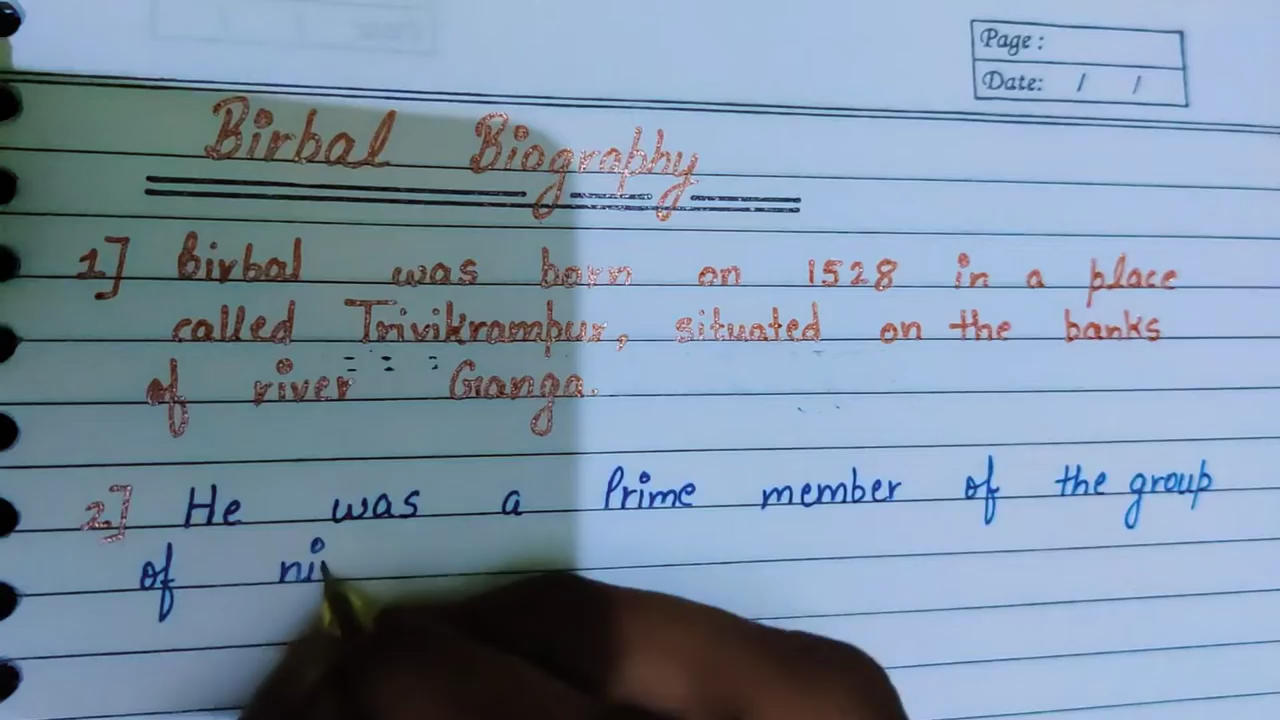 Page:
Date: / /
Birbal Biography
1] Birbal was born on 1528 in a place
called Trivikrampur, situated on the banks
of river Ganga.
2] He was a Prime member of the group
of ni